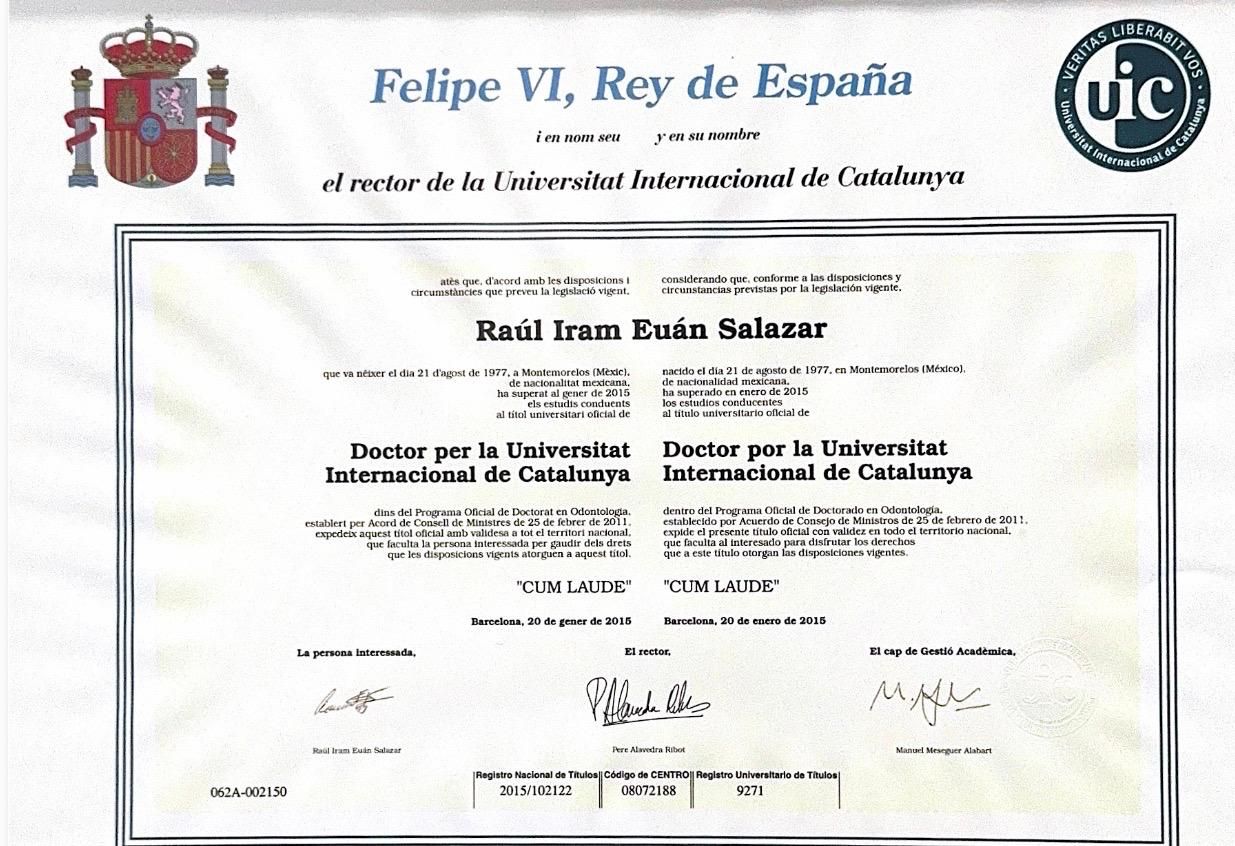 Felipe VI, Rey de España
i en nom seu y en su nombre
el rector de la Universitat Internacional de Catalunya
VERITAS LIBERABIT VOS
uic
Universitat Internacional de Catalunya
atès que, d'acord amb les disposicions i
circumstàncies que preveu la legislació vigent,
considerando que, conforme a las disposiciones y
circunstancias previstas por la legislación vigente,
Raúl Iram Euán Salazar
que va néixer el dia 21 d'agost de 1977, a Montemorelos (Mèxic),
de nacionalitat mexicana,
ha superat al gener de 2015
els estudis conduents
al títol universitari oficial de
nacido el día 21 de agosto de 1977, en Montemorelos (México),
de nacionalidad mexicana,
ha superado en enero de 2015
los estudios conducentes
al título universitario oficial de
Doctor per la Universitat
Internacional de Catalunya
Doctor por la Universitat
Internacional de Catalunya
dins del Programa Oficial de Doctorat en Odontologia,
establert per Acord de Consell de Ministres de 25 de febrer de 2011,
expedeix aquest títol oficial amb validesa a tot el territori nacional,
que faculta la persona interessada per gaudir dels drets
que les disposicions vigents atorguen a aquest títol.
dentro del Programa Oficial de Doctorado en Odontología,
establecido por Acuerdo de Consejo de Ministros de 25 de febrero de 2011,
expide el presente título oficial con validez en todo el territorio nacional,
que faculta al interesado para disfrutar los derechos
que a este título otorgan las disposiciones vigentes.
"CUM LAUDE" "CUM LAUDE"
Barcelona, 20 de gener de 2015 Barcelona, 20 de enero de 2015
La persona interessada, El rector, El cap de Gestió Acadèmica,
Raúl Iram Euán Salazar Pere Alavedra Ribot Manuel Meseguer Alabart
Registro Nacional de Títulos Código de CENTRO Registro Universitario de Títulos
062A-002150 2015/102122 08072188 9271